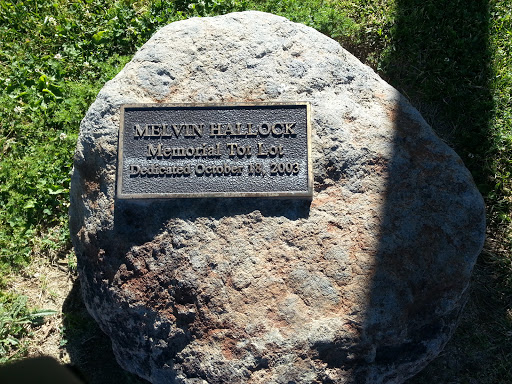 MELVIN HALLOCK
Memorial Tot Lot
Dedicated October 18, 2003